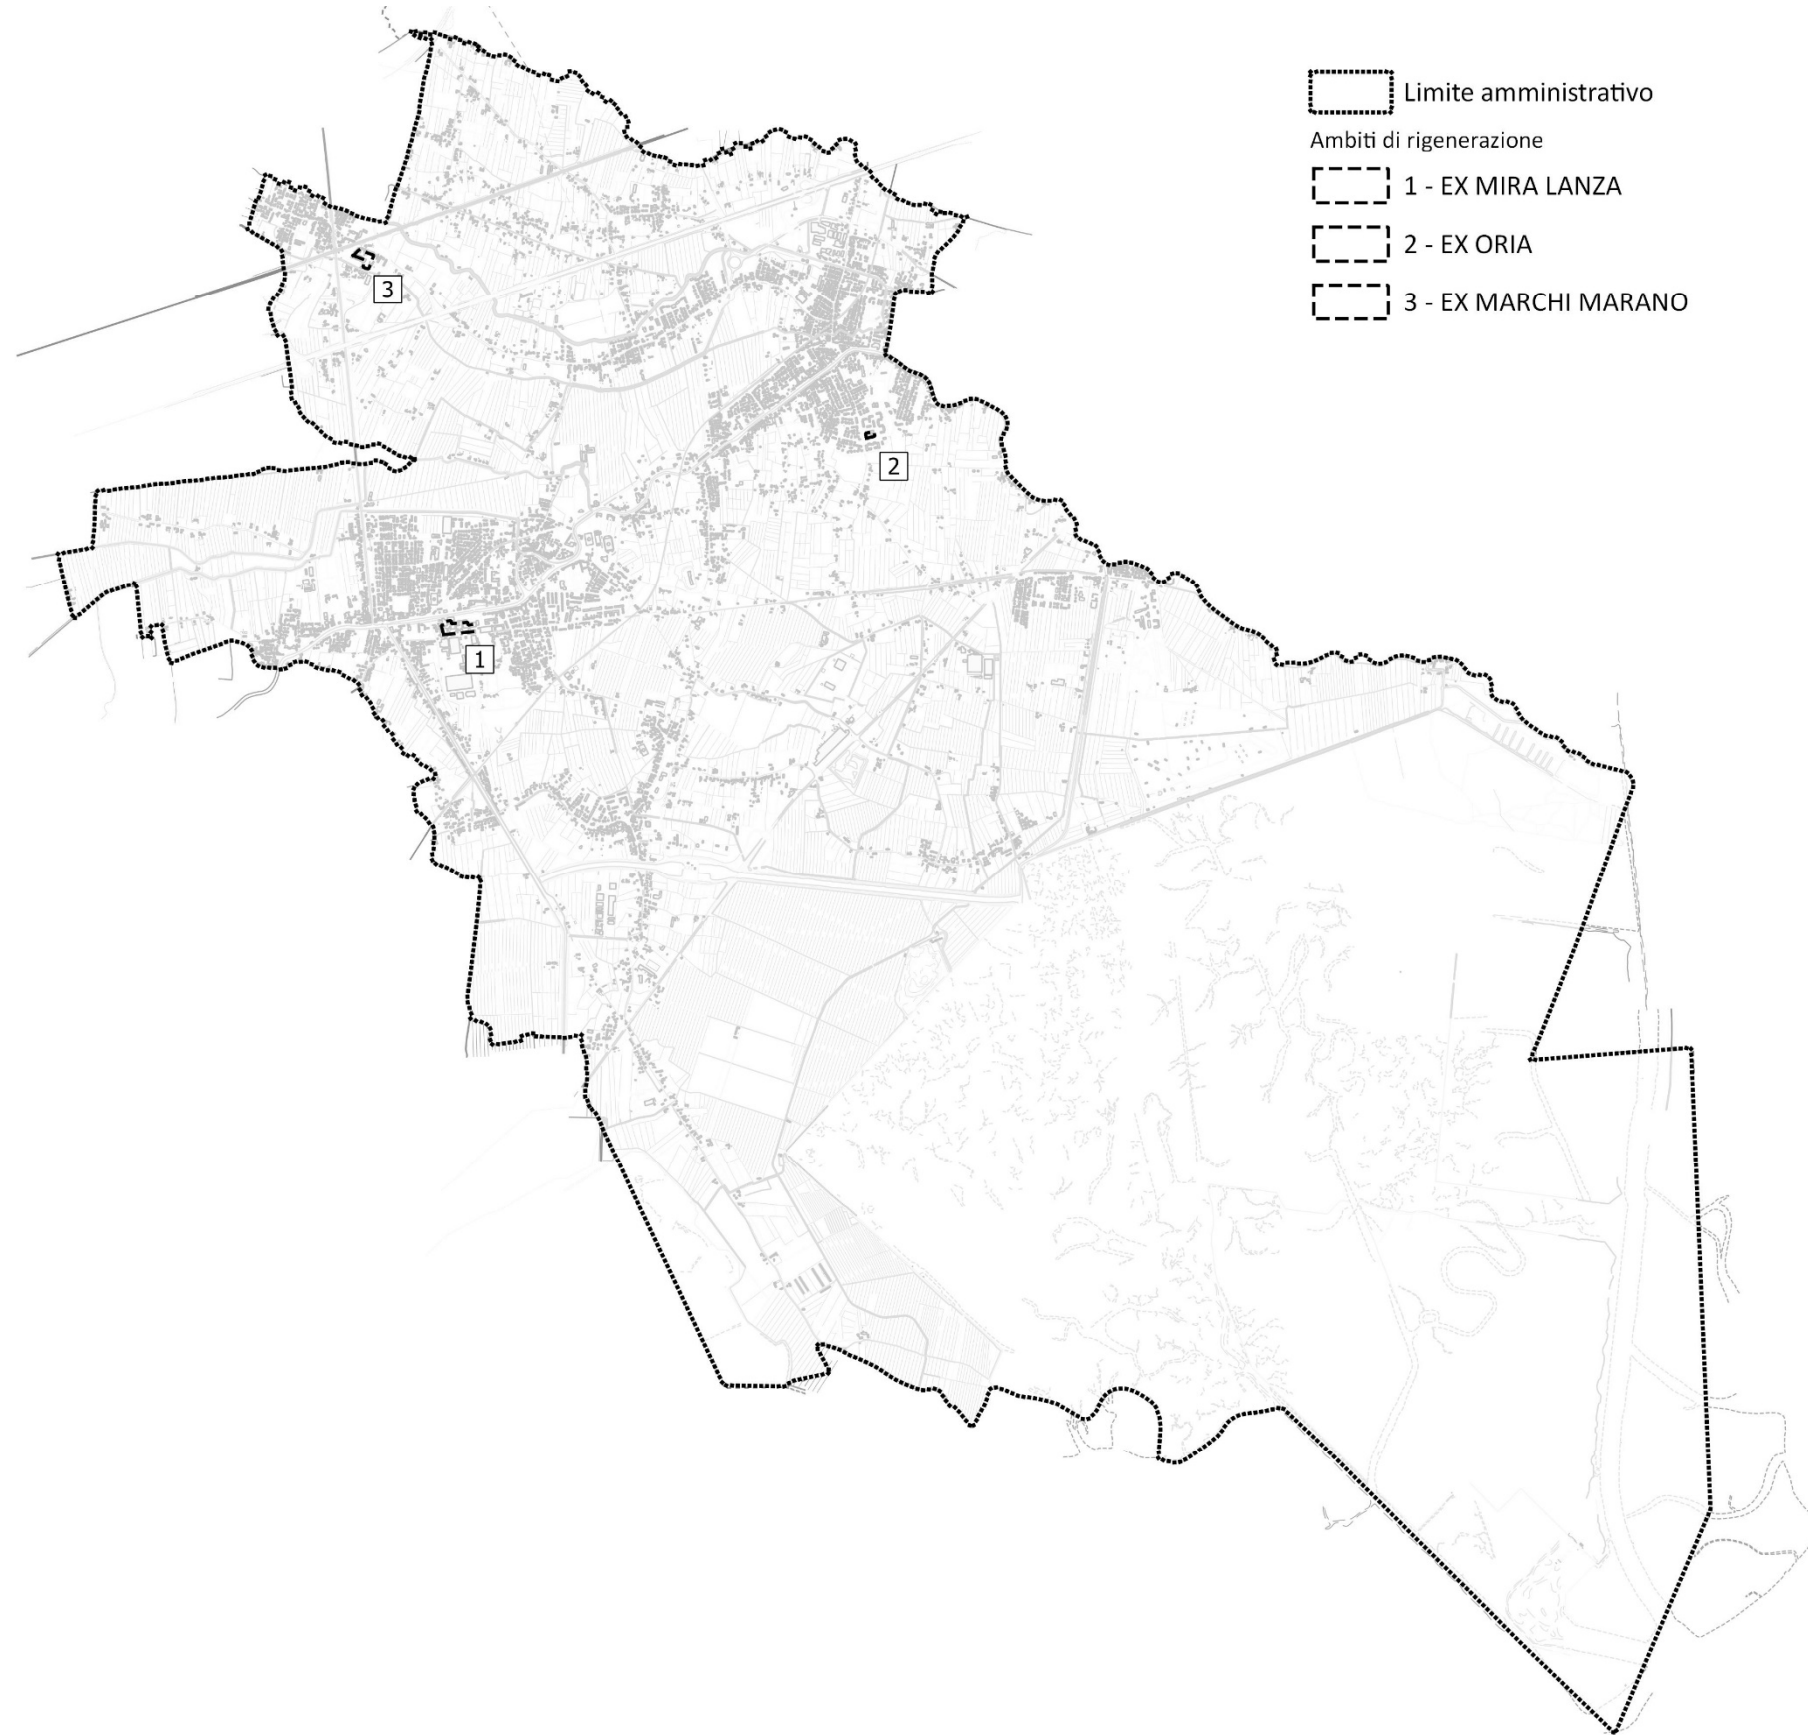 Limite amministrativo
Ambiti di rigenerazione
1 - EX MIRA LANZA
2 - EX ORIA
3 - EX MARCHI MARANO
3
2
1